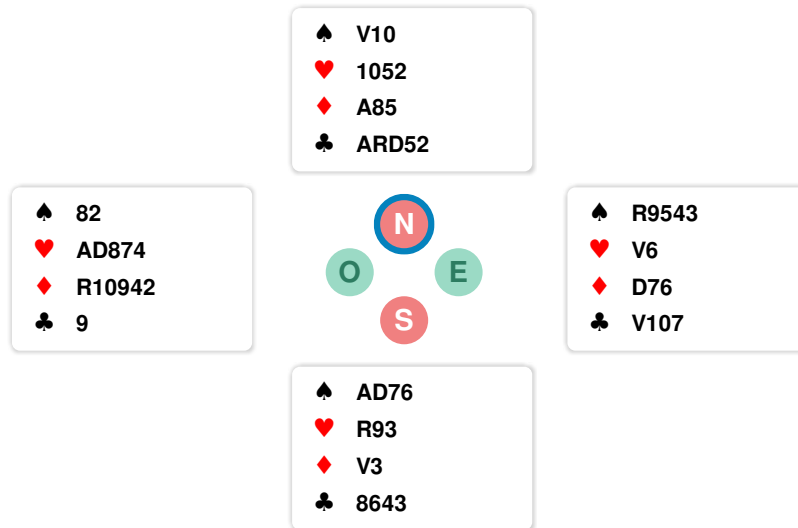 ♠ V10
♥ 1052
♦ A85
♣ ARD52
♠ 82
♥ AD874
♦ R10942
♣ 9
N
O E
S
♠ R9543
♥ V6
♦ D76
♣ V107
♠ AD76
♥ R93
♦ V3
♣ 8643